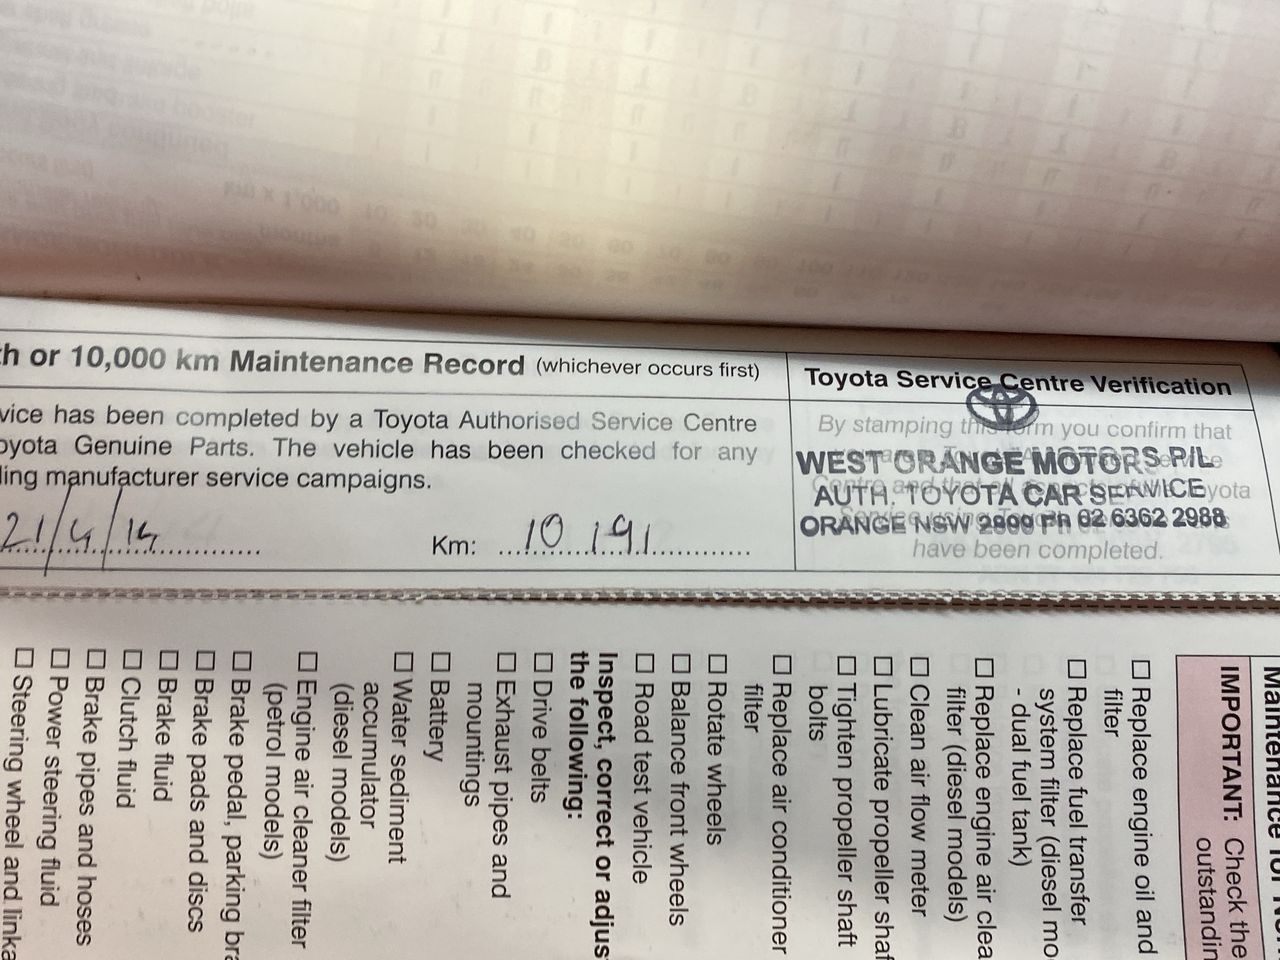 h or 10,000 km Maintenance Record (whichever occurs first)
vice has been completed by a Toyota Authorised Service Centre
oyota Genuine Parts. The vehicle has been checked for any
ling manufacturer service campaigns.
21/4/14
Km: 10 191
Toyota Service Centre Verification
By stamping this form you confirm that
WEST ORANGE MOTORS P/L
AUTH. TOYOTA CAR SERVICE
ORANGE NSW 2800 PH 02 6362 2988
have been completed.
IMPORTANT: Check the
outstandin
☐ Replace engine oil and
filter
☐ Replace fuel transfer
system filter (diesel mo
- dual fuel tank)
☐ Replace engine air clea
filter (diesel models)
☐ Clean air flow meter
☐ Lubricate propeller shaf
☐ Tighten propeller shaft
bolts
☐ Replace air conditioner
filter
☐ Rotate wheels
☐ Balance front wheels
☐ Road test vehicle
Inspect, correct or adjus
the following:
☐ Drive belts
☐ Exhaust pipes and
mountings
☐ Battery
☐ Water sediment
accumulator
(diesel models)
☐ Engine air cleaner filter
(petrol models)
☐ Brake pedal, parking bra
☐ Brake pads and discs
☐ Brake fluid
☐ Clutch fluid
☐ Brake pipes and hoses
☐ Power steering fluid
☐ Steering wheel and linka